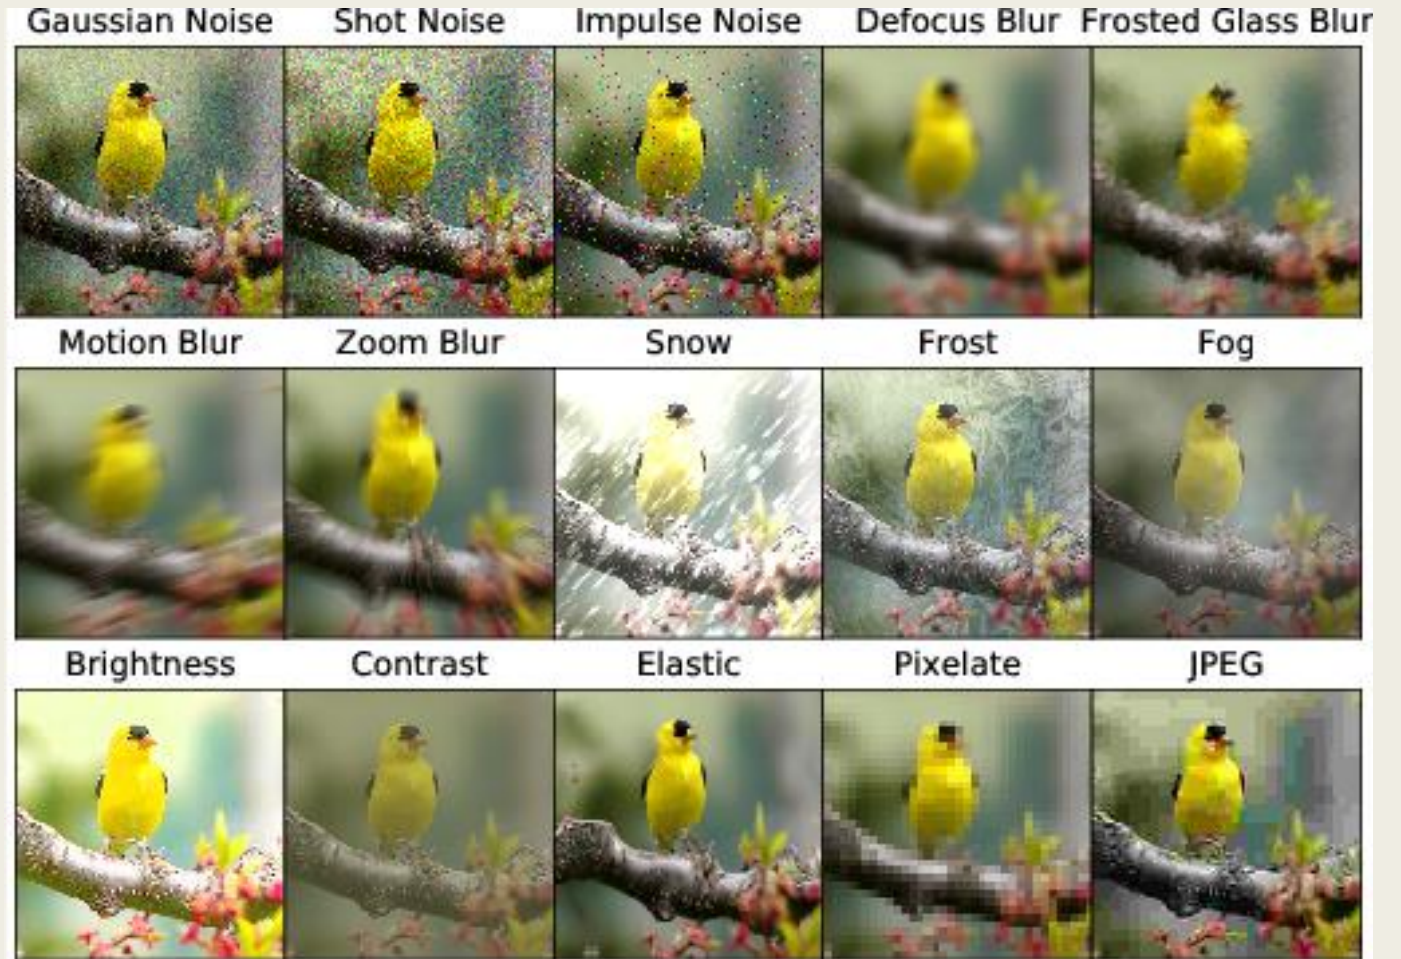 Gaussian Noise Shot Noise Impulse Noise Defocus Blur Frosted Glass Blur
Motion Blur Zoom Blur Snow Frost Fog
Brightness Contrast Elastic Pixelate JPEG